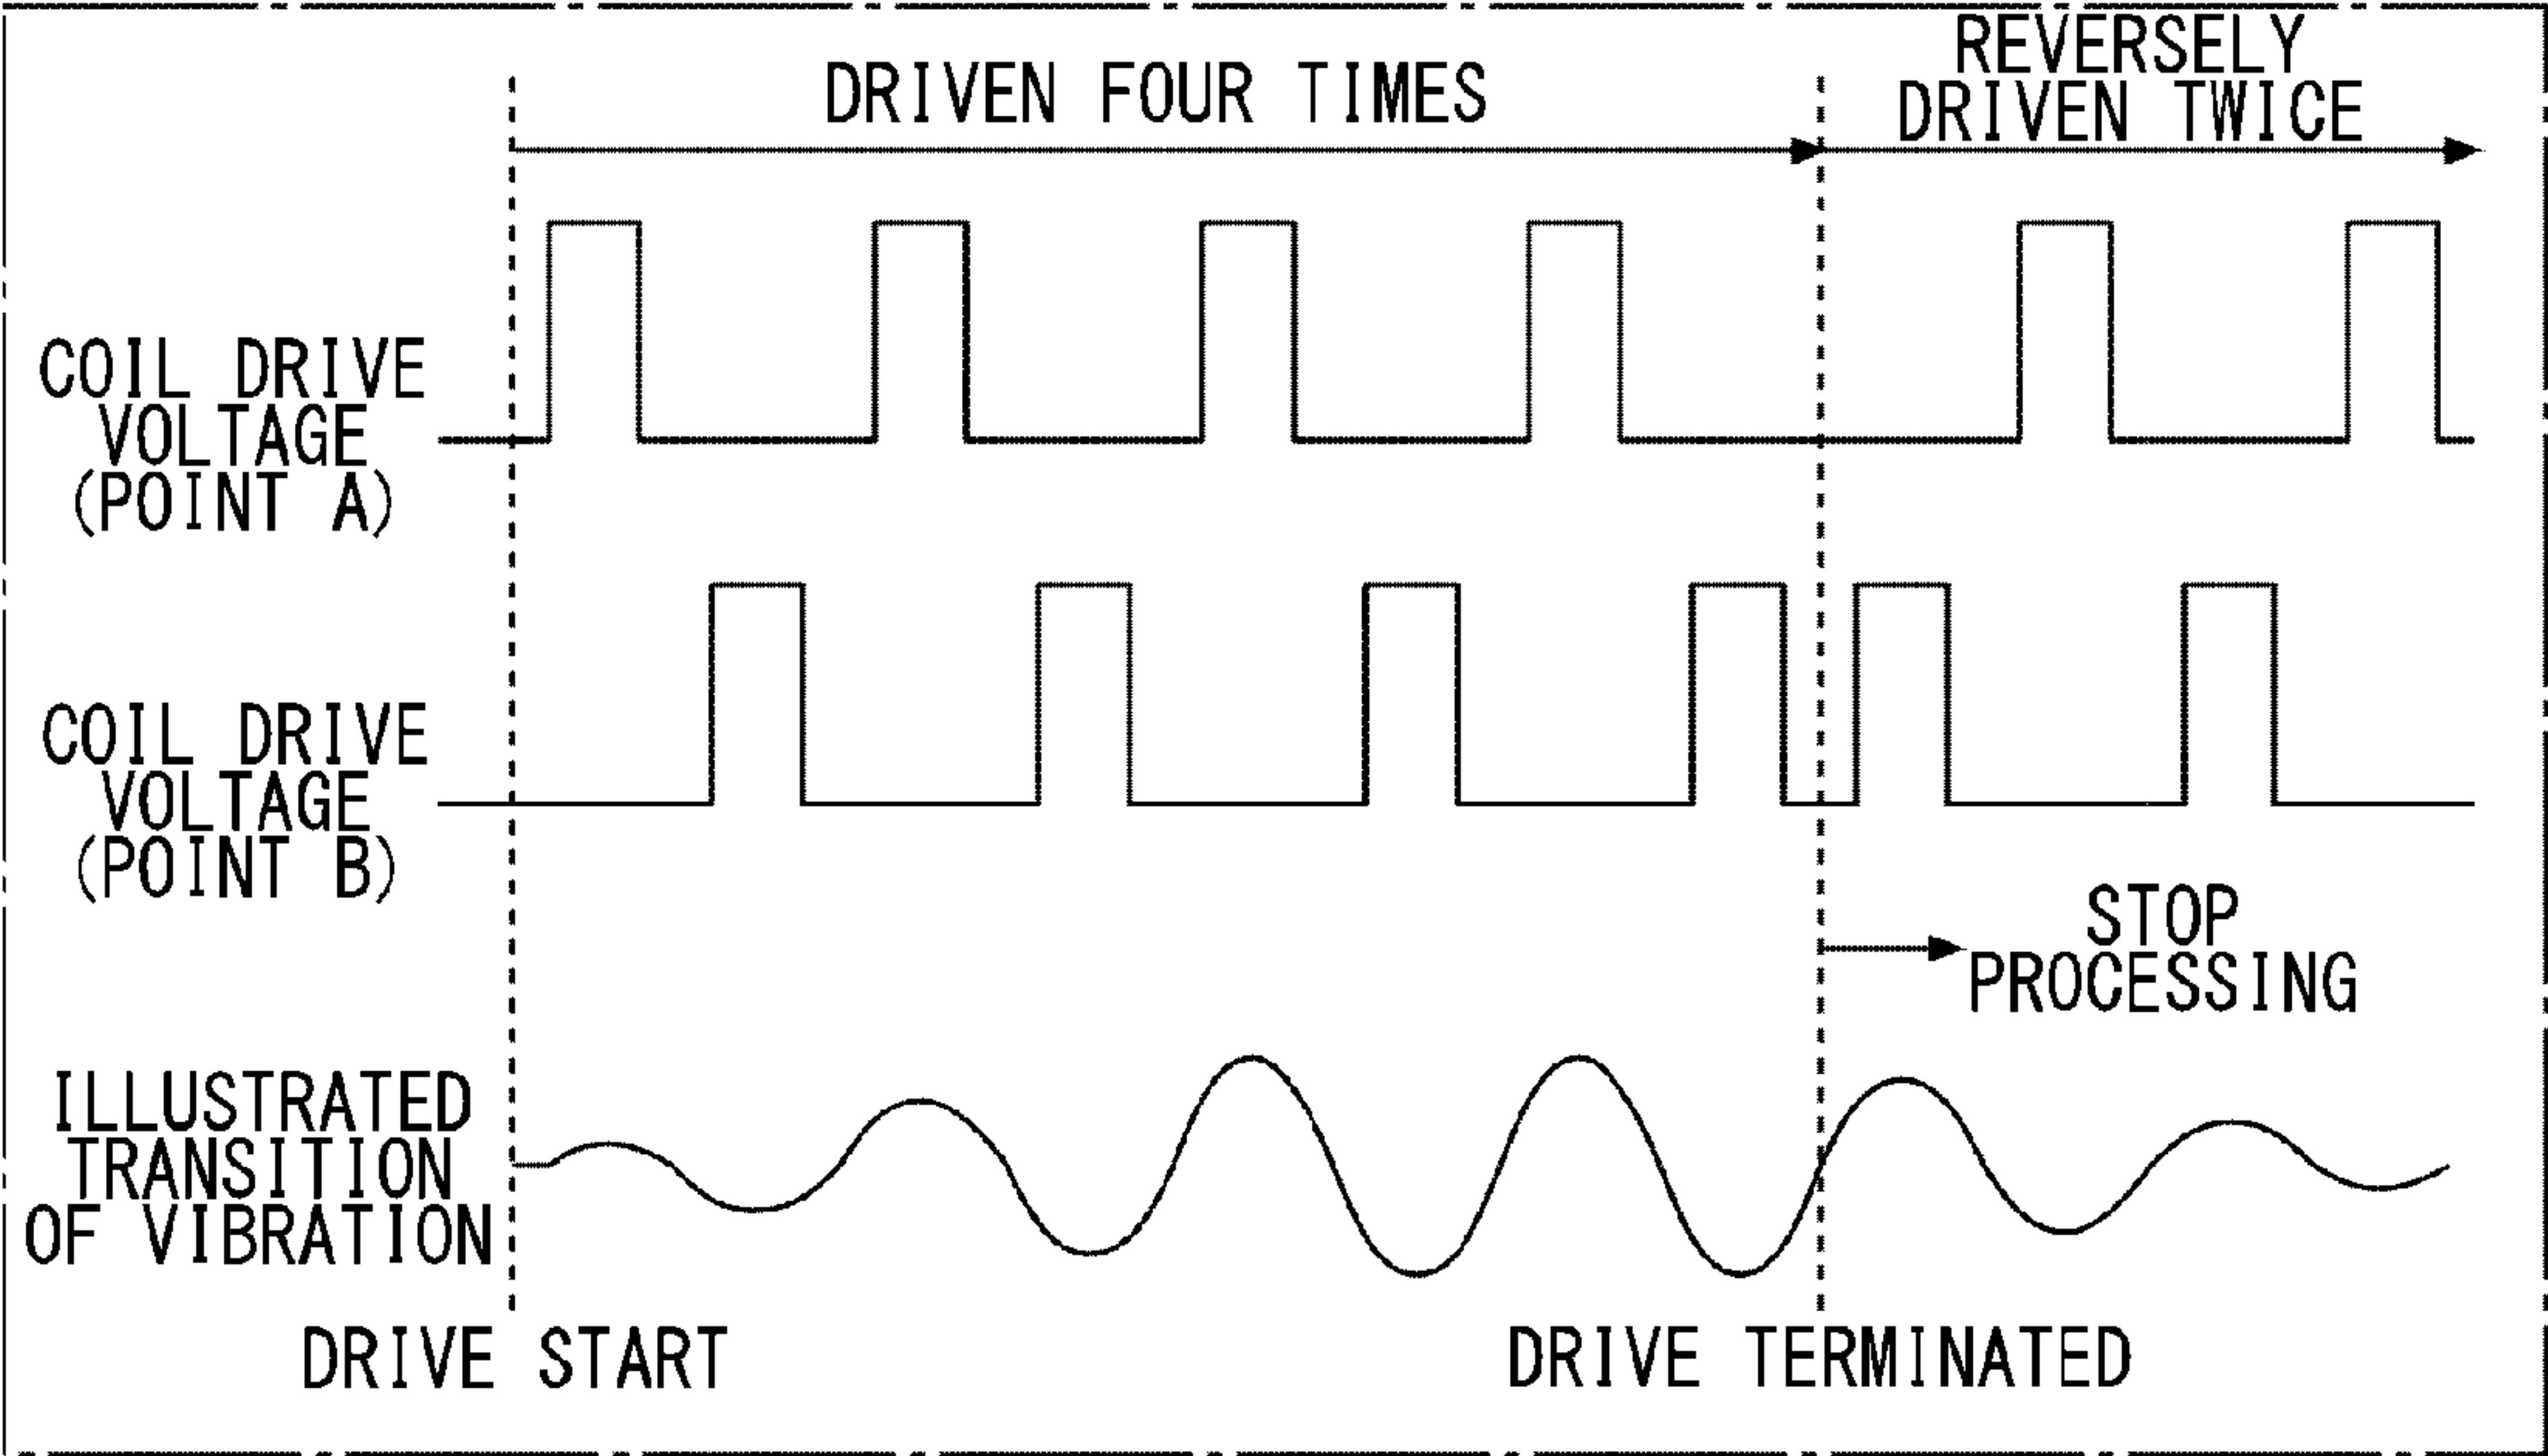 DRIVEN FOUR TIMES
REVERSELY
DRIVEN TWICE
COIL DRIVE
VOLTAGE
(POINT A)
COIL DRIVE
VOLTAGE
(POINT B)
STOP
PROCESSING
ILLUSTRATED
TRANSITION
OF VIBRATION
DRIVE START
DRIVE TERMINATED